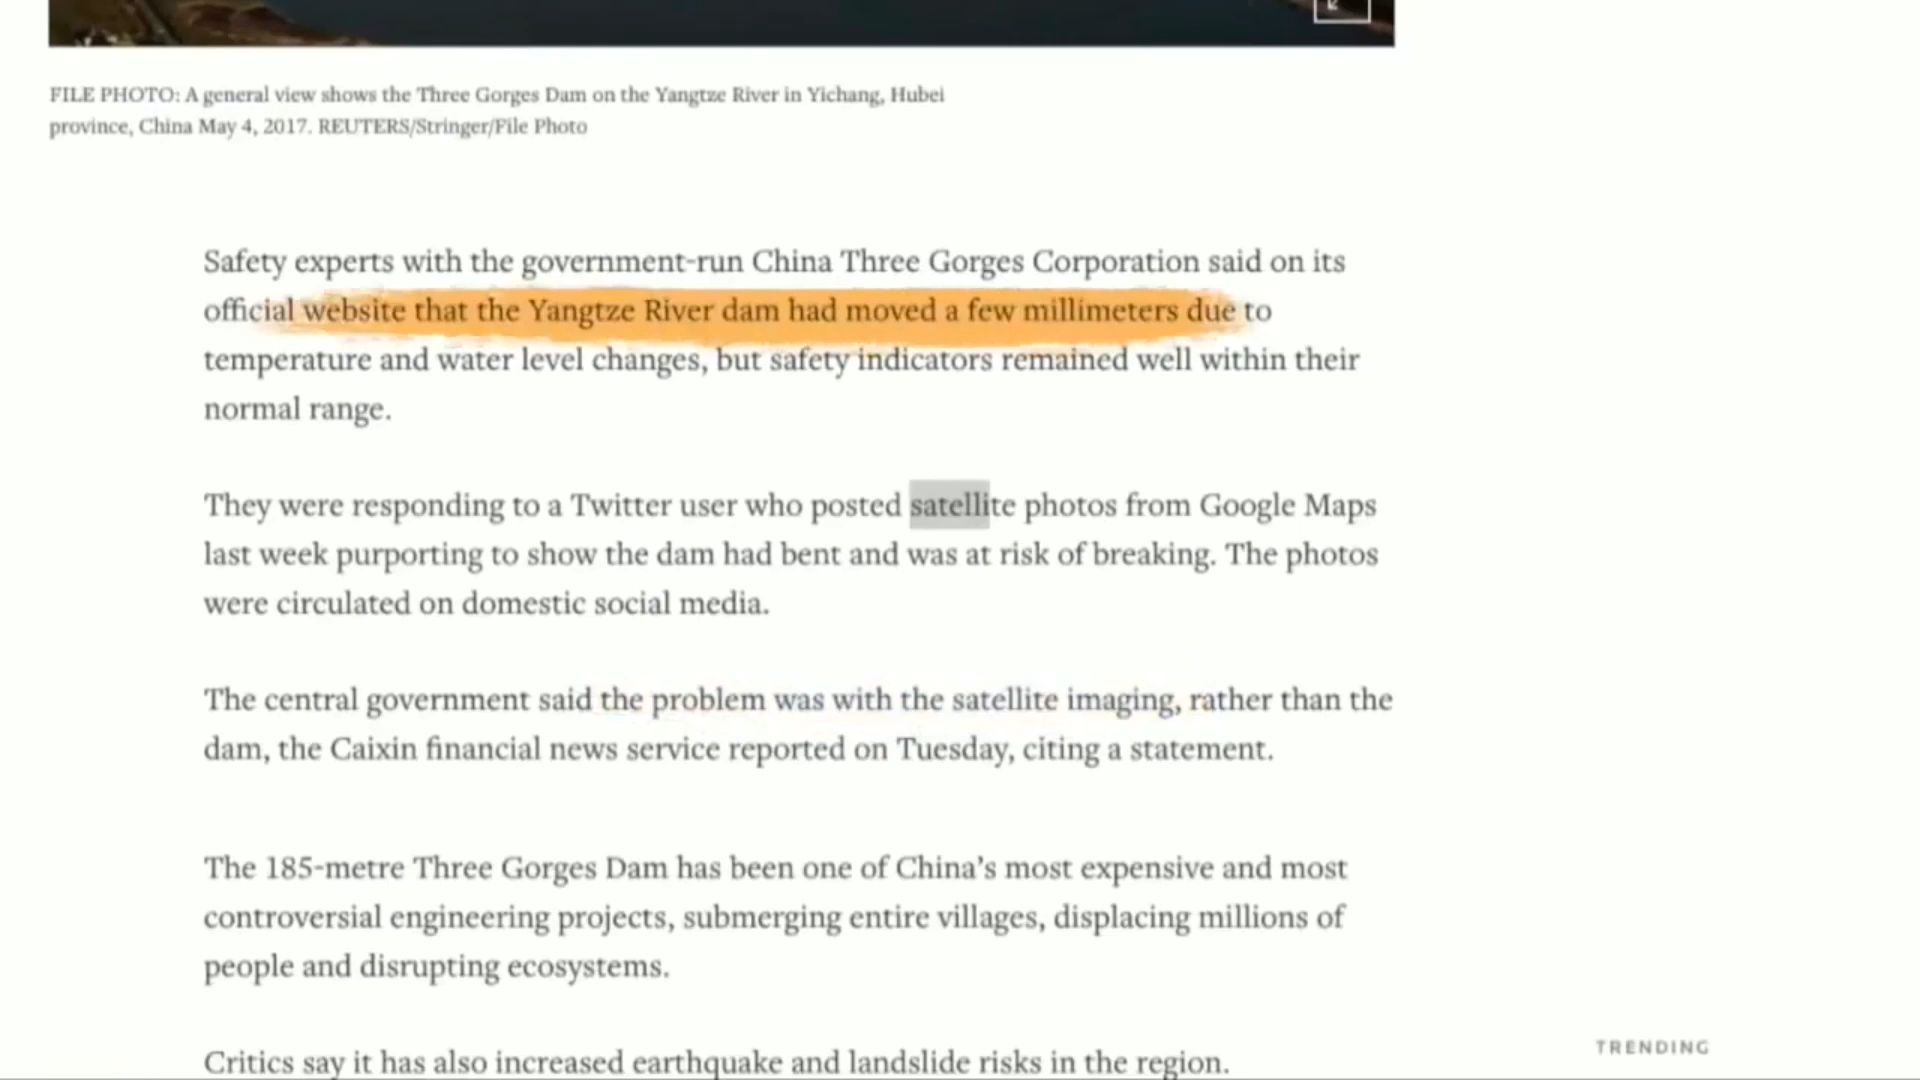 FILE PHOTO: A general view shows the Three Gorges Dam on the Yangtze River in Yichang, Hubei
province, China May 4, 2017. REUTERS/Stringer/File Photo
Safety experts with the government-run China Three Gorges Corporation said on its
official website that the Yangtze River dam had moved a few millimeters due to
temperature and water level changes, but safety indicators remained well within their
normal range.
They were responding to a Twitter user who posted satellite photos from Google Maps
last week purporting to show the dam had bent and was at risk of breaking. The photos
were circulated on domestic social media.
The central government said the problem was with the satellite imaging, rather than the
dam, the Caixin financial news service reported on Tuesday, citing a statement.
The 185-metre Three Gorges Dam has been one of China’s most expensive and most
controversial engineering projects, submerging entire villages, displacing millions of
people and disrupting ecosystems.
TRENDING
Critics say it has also increased earthquake and landslide risks in the region.